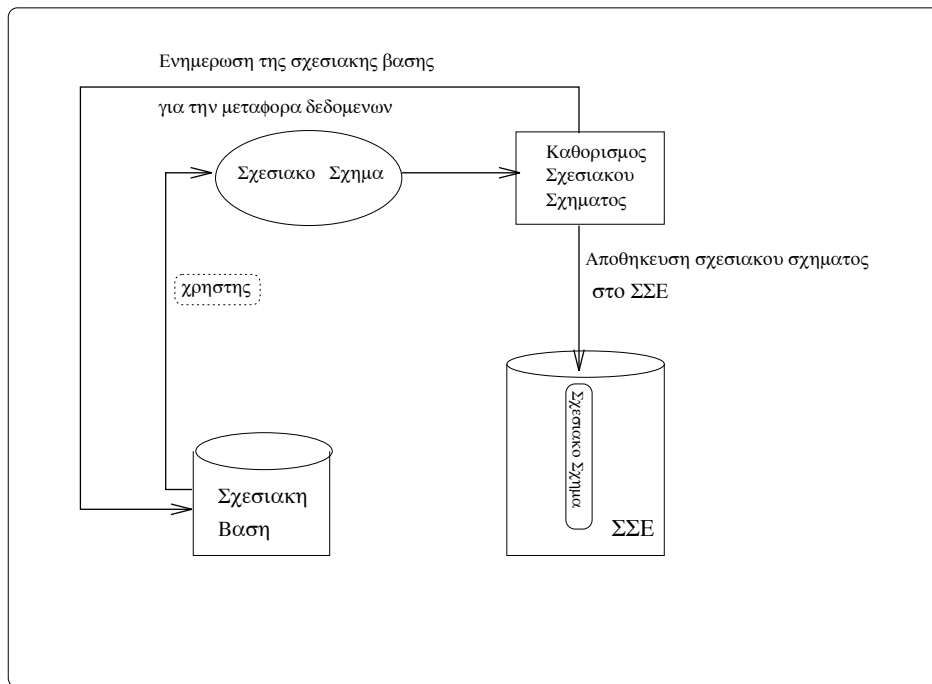 Ενημερωση της σχεσιακης βασης
για την μεταφορα δεδομενων
Σχεσιακο Σχημα
Καθορισμος
Σχεσιακου
Σχηματος
Αποθηκευση σχεσιακου σχηματος
στο ΣΣΕ
χρηστης
Σχεσιακο Σχημα
Σχεσιακη
Βαση
ΣΣΕ